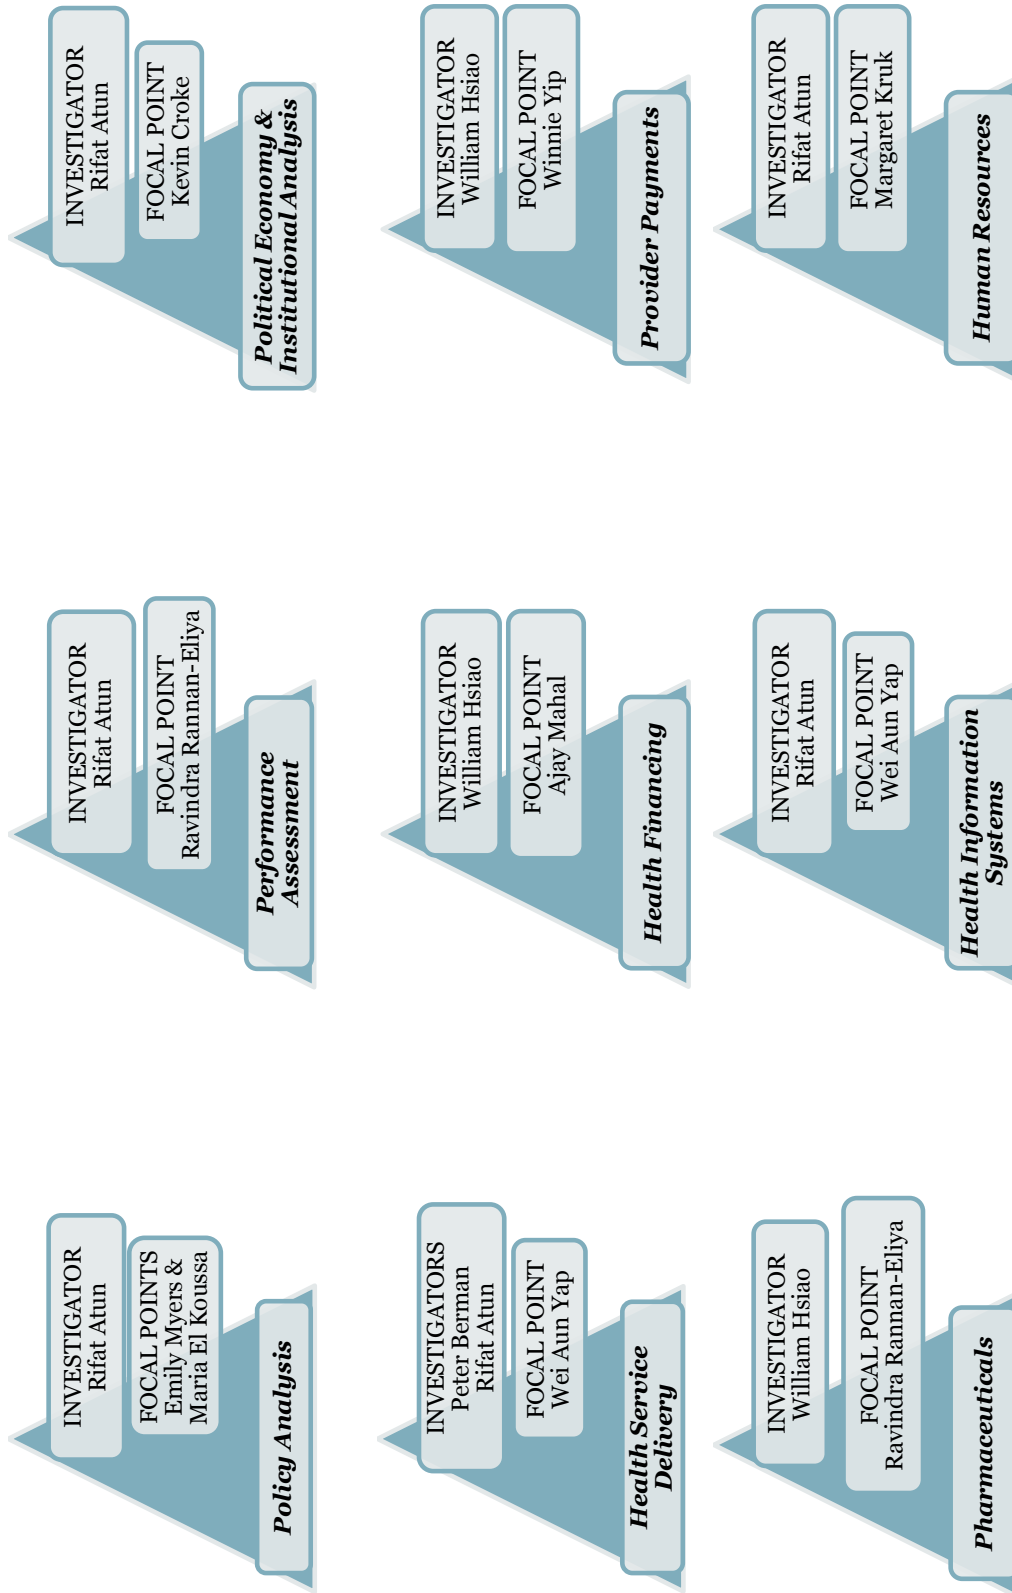 INVESTIGATOR
Rifat Atun
FOCAL POINTS
Emily Myers &
Maria El Koussa
Policy Analysis
INVESTIGATOR
Rifat Atun
FOCAL POINT
Ravindra Rannan-Eliya
Performance
Assessment
INVESTIGATOR
Rifat Atun
FOCAL POINT
Kevin Croke
Political Economy &
Institutional Analysis
INVESTIGATORS
Peter Berman
Rifat Atun
FOCAL POINT
Wei Aun Yap
Health Service
Delivery
INVESTIGATOR
William Hsiao
FOCAL POINT
Ajay Mahal
Health Financing
INVESTIGATOR
William Hsiao
FOCAL POINT
Winnie Yip
Provider Payments
INVESTIGATOR
William Hsiao
FOCAL POINT
Ravindra Rannan-Eliya
Pharmaceuticals
INVESTIGATOR
Rifat Atun
FOCAL POINT
Wei Aun Yap
Health Information
Systems
INVESTIGATOR
Rifat Atun
FOCAL POINT
Margaret Kruk
Human Resources